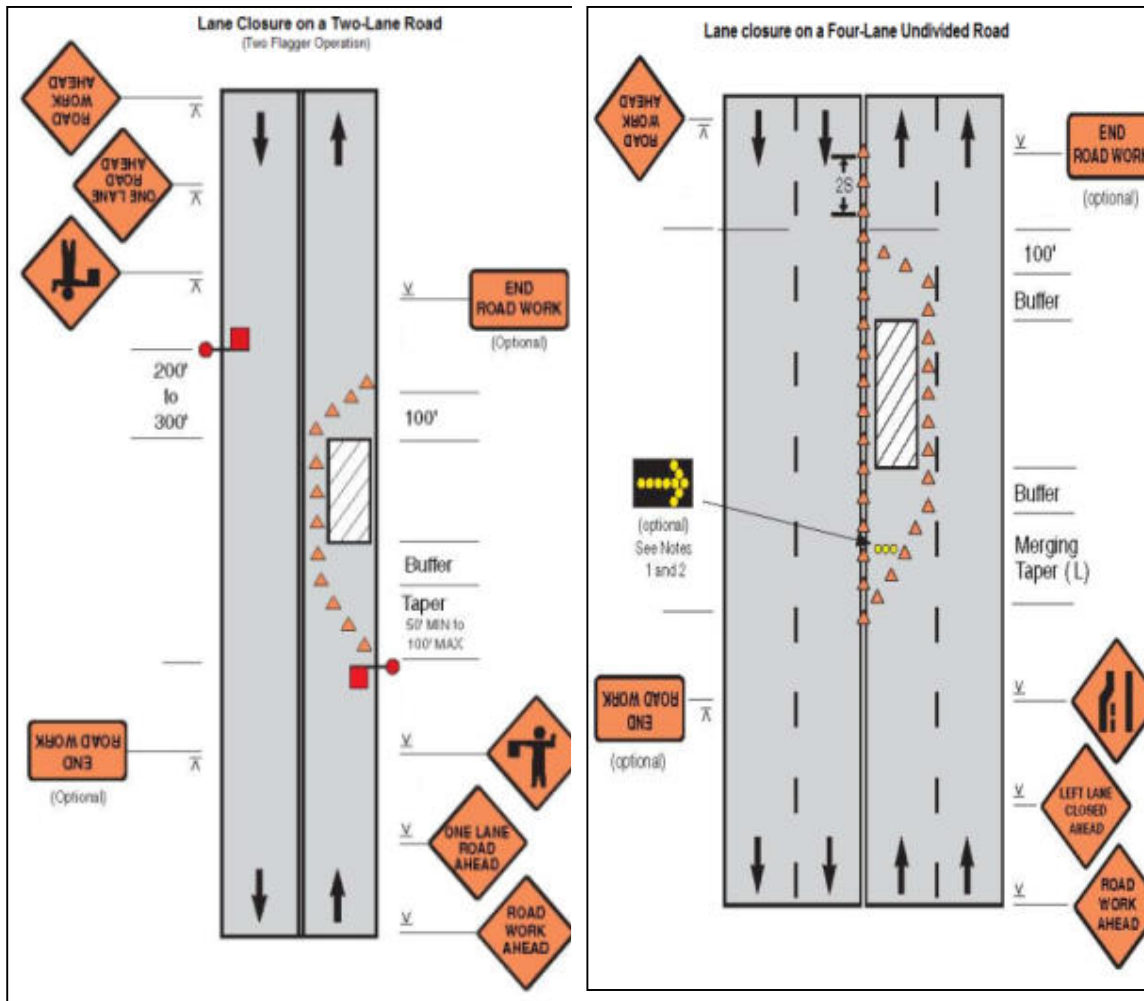 Lane Closure on a Two-Lane Road
(Two Flagger Operation)
ROAD
WORK
AHEAD
ONE LANE
ROAD
AHEAD
END
ROAD WORK
(Optional)
200'
to
300'
100'
Buffer
Taper
50' MIN to
100' MAX
END
ROAD WORK
(Optional)
ONE LANE
ROAD
AHEAD
ROAD
WORK
AHEAD
Lane closure on a Four-Lane Undivided Road
ROAD
WORK
AHEAD
END
ROAD WORK
(optional)
2S
100'
Buffer
(optional)
See Notes
1 and 2
Buffer
Merging
Taper (L)
END
ROAD WORK
(optional)
LEFT LANE
CLOSED
AHEAD
ROAD
WORK
AHEAD